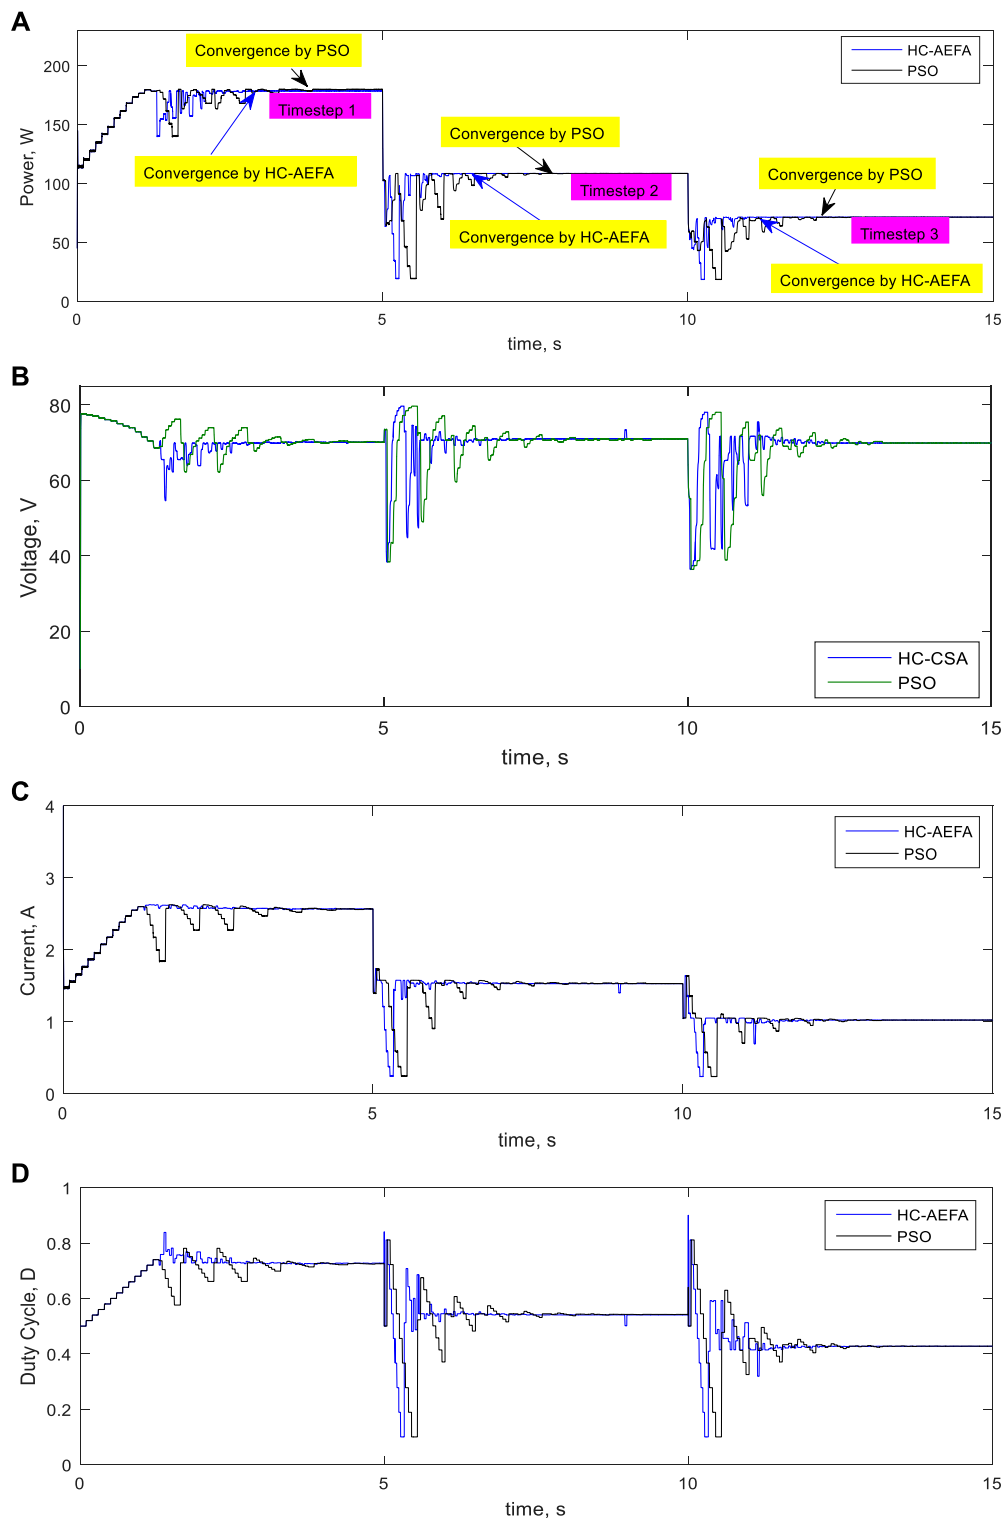 A
Convergence by PSO
HC-AEFA
PSO
200
150
100
50
0
Power, W
Timestep 1
Convergence by HC-AEFA
Convergence by PSO
Timestep 2
Convergence by HC-AEFA
Convergence by PSO
Timestep 3
Convergence by HC-AEFA
0
5
10
15
time, s
B
80
60
40
20
0
Voltage, V
HC-CSA
PSO
0
5
10
15
time, s
C
4
3
2
1
0
Current, A
HC-AEFA
PSO
0
5
10
15
time, s
D
1
0.8
0.6
0.4
0.2
0
Duty Cycle, D
HC-AEFA
PSO
0
5
10
15
time, s